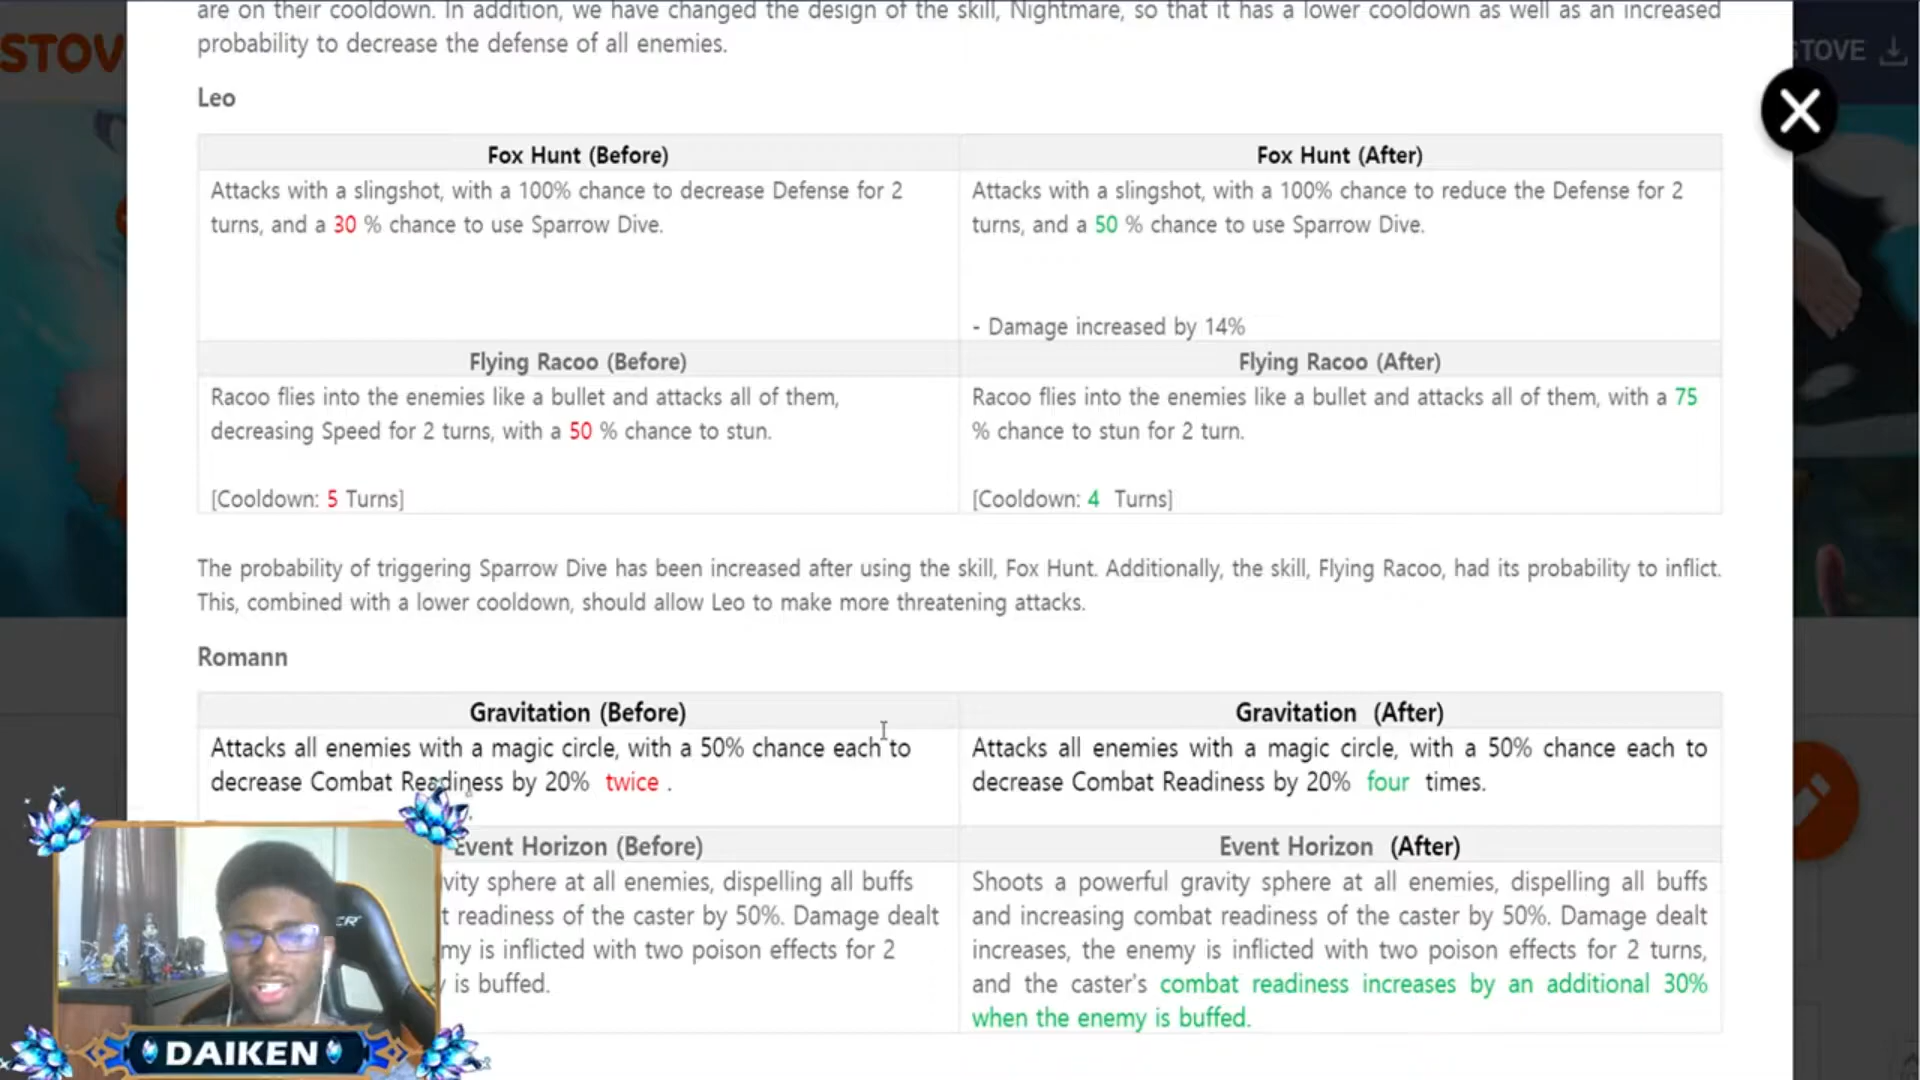 are on their cooldown. In addition, we have changed the design of the skill, Nightmare, so that it has a lower cooldown as well as an increased
probability to decrease the defense of all enemies.
STOV
STOVE
Leo
Fox Hunt (Before)
Fox Hunt (After)
Attacks with a slingshot, with a 100% chance to decrease Defense for 2
turns, and a 30 % chance to use Sparrow Dive.
Attacks with a slingshot, with a 100% chance to reduce the Defense for 2
turns, and a 50 % chance to use Sparrow Dive.
- Damage increased by 14%
Flying Racoo (Before)
Flying Racoo (After)
Racoo flies into the enemies like a bullet and attacks all of them,
decreasing Speed for 2 turns, with a 50 % chance to stun.
[Cooldown: 5 Turns]
Racoo flies into the enemies like a bullet and attacks all of them, with a 75
% chance to stun for 2 turn.
[Cooldown: 4 Turns]
The probability of triggering Sparrow Dive has been increased after using the skill, Fox Hunt. Additionally, the skill, Flying Racoo, had its probability to inflict.
This, combined with a lower cooldown, should allow Leo to make more threatening attacks.
Romann
Gravitation (Before)
Gravitation (After)
Attacks all enemies with a magic circle, with a 50% chance each to
decrease Combat Readiness by 20% twice .
Attacks all enemies with a magic circle, with a 50% chance each to
decrease Combat Readiness by 20% four times.
Event Horizon (Before)
Event Horizon (After)
vity sphere at all enemies, dispelling all buffs
t readiness of the caster by 50%. Damage dealt
my is inflicted with two poison effects for 2
is buffed.
Shoots a powerful gravity sphere at all enemies, dispelling all buffs
and increasing combat readiness of the caster by 50%. Damage dealt
increases, the enemy is inflicted with two poison effects for 2 turns,
and the caster's combat readiness increases by an additional 30%
when the enemy is buffed.
DAIKEN